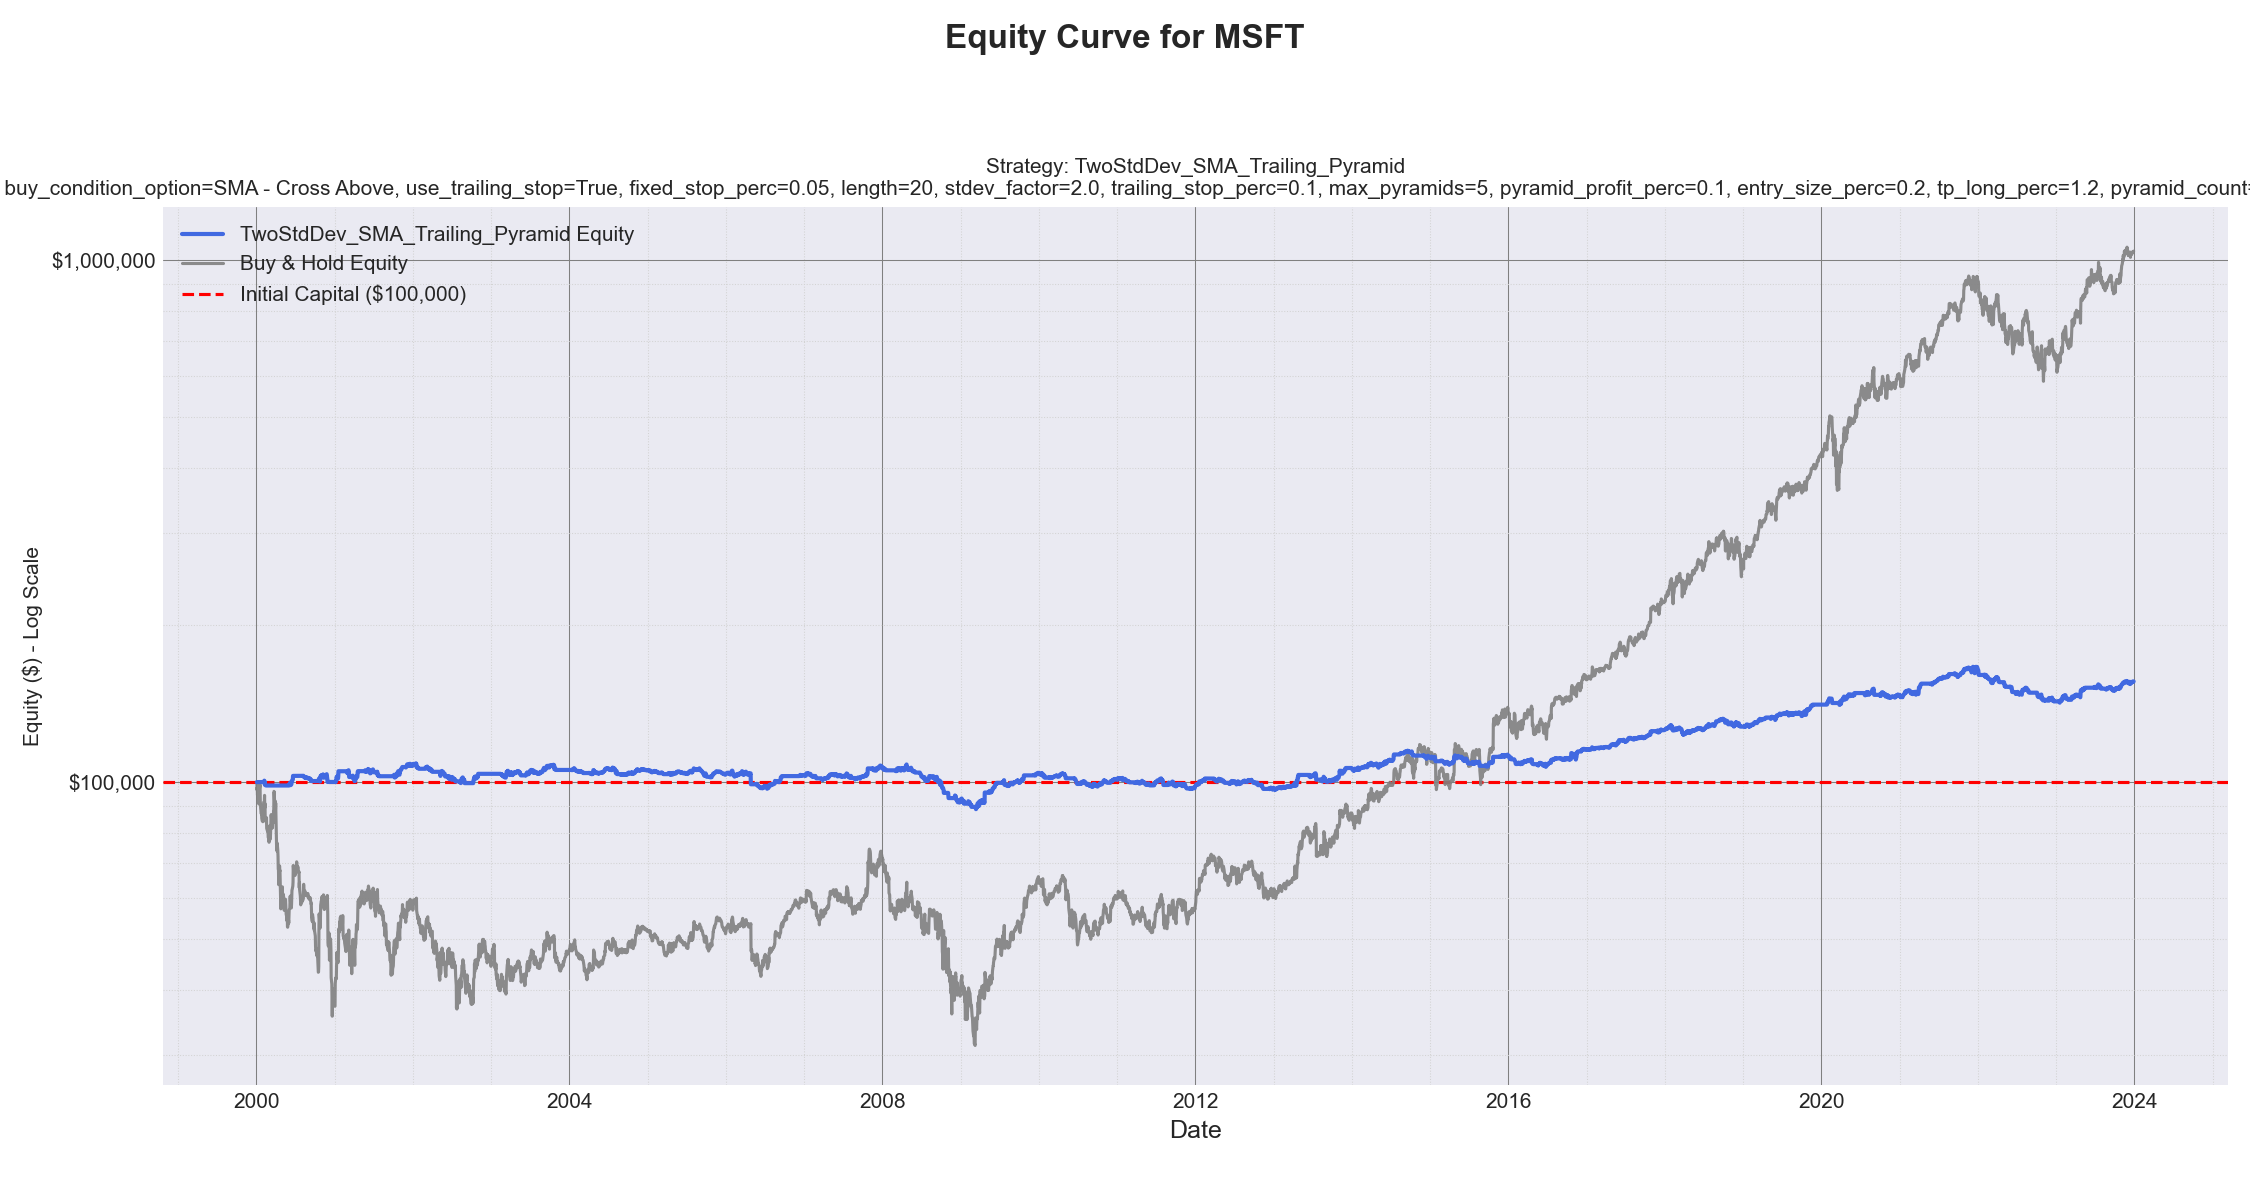 Equity Curve for MSFT
Strategy: TwoStdDev_SMA_Trailing_Pyramid
buy_condition_option=SMA - Cross Above, use_trailing_stop=True, fixed_stop_perc=0.05, length=20, stdev_factor=2.0, trailing_stop_perc=0.1, max_pyramids=5, pyramid_profit_perc=0.1, entry_size_perc=0.2, tp_long_perc=1.2, pyramid_count=
TwoStdDev_SMA_Trailing_Pyramid Equity
Buy & Hold Equity
Initial Capital ($100,000)
$1,000,000
$100,000
Equity ($) - Log Scale
2000 2004 2008 2012 2016 2020 2024
Date